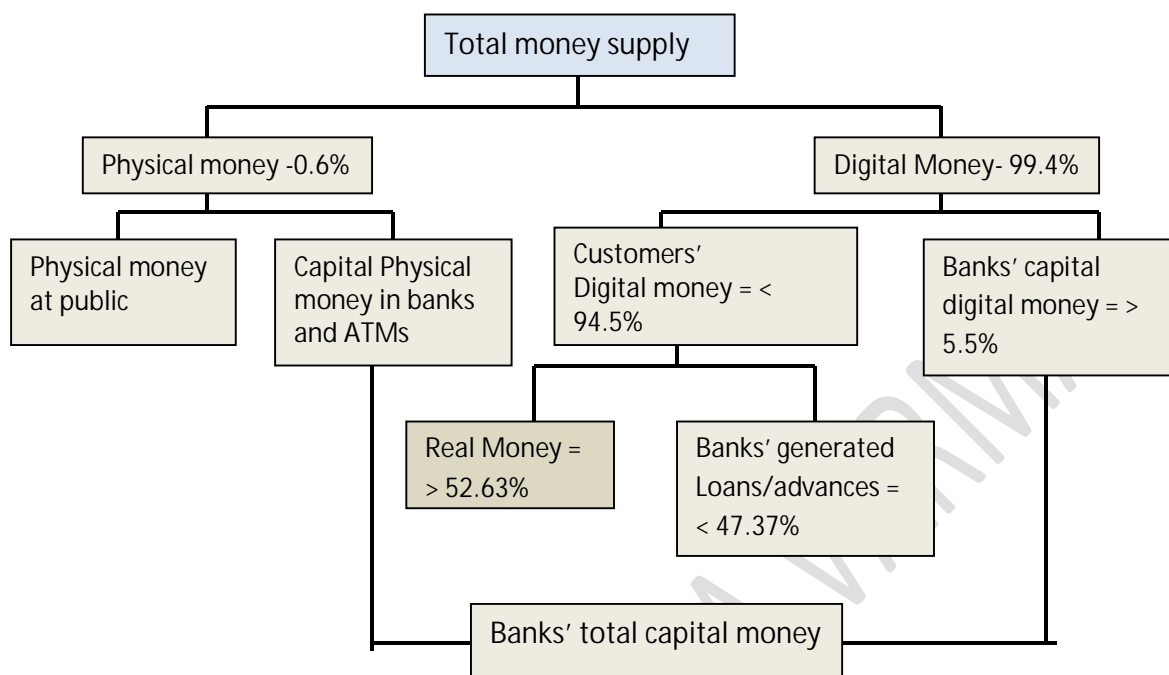 Total money supply
Physical money -0.6%
Digital Money- 99.4%
Physical money
at public
Capital Physical
money in banks
and ATMs
Customers’
Digital money = <
94.5%
Banks’ capital
digital money = >
5.5%
Real Money =
> 52.63%
Banks’ generated
Loans/advances =
< 47.37%
Banks’ total capital money